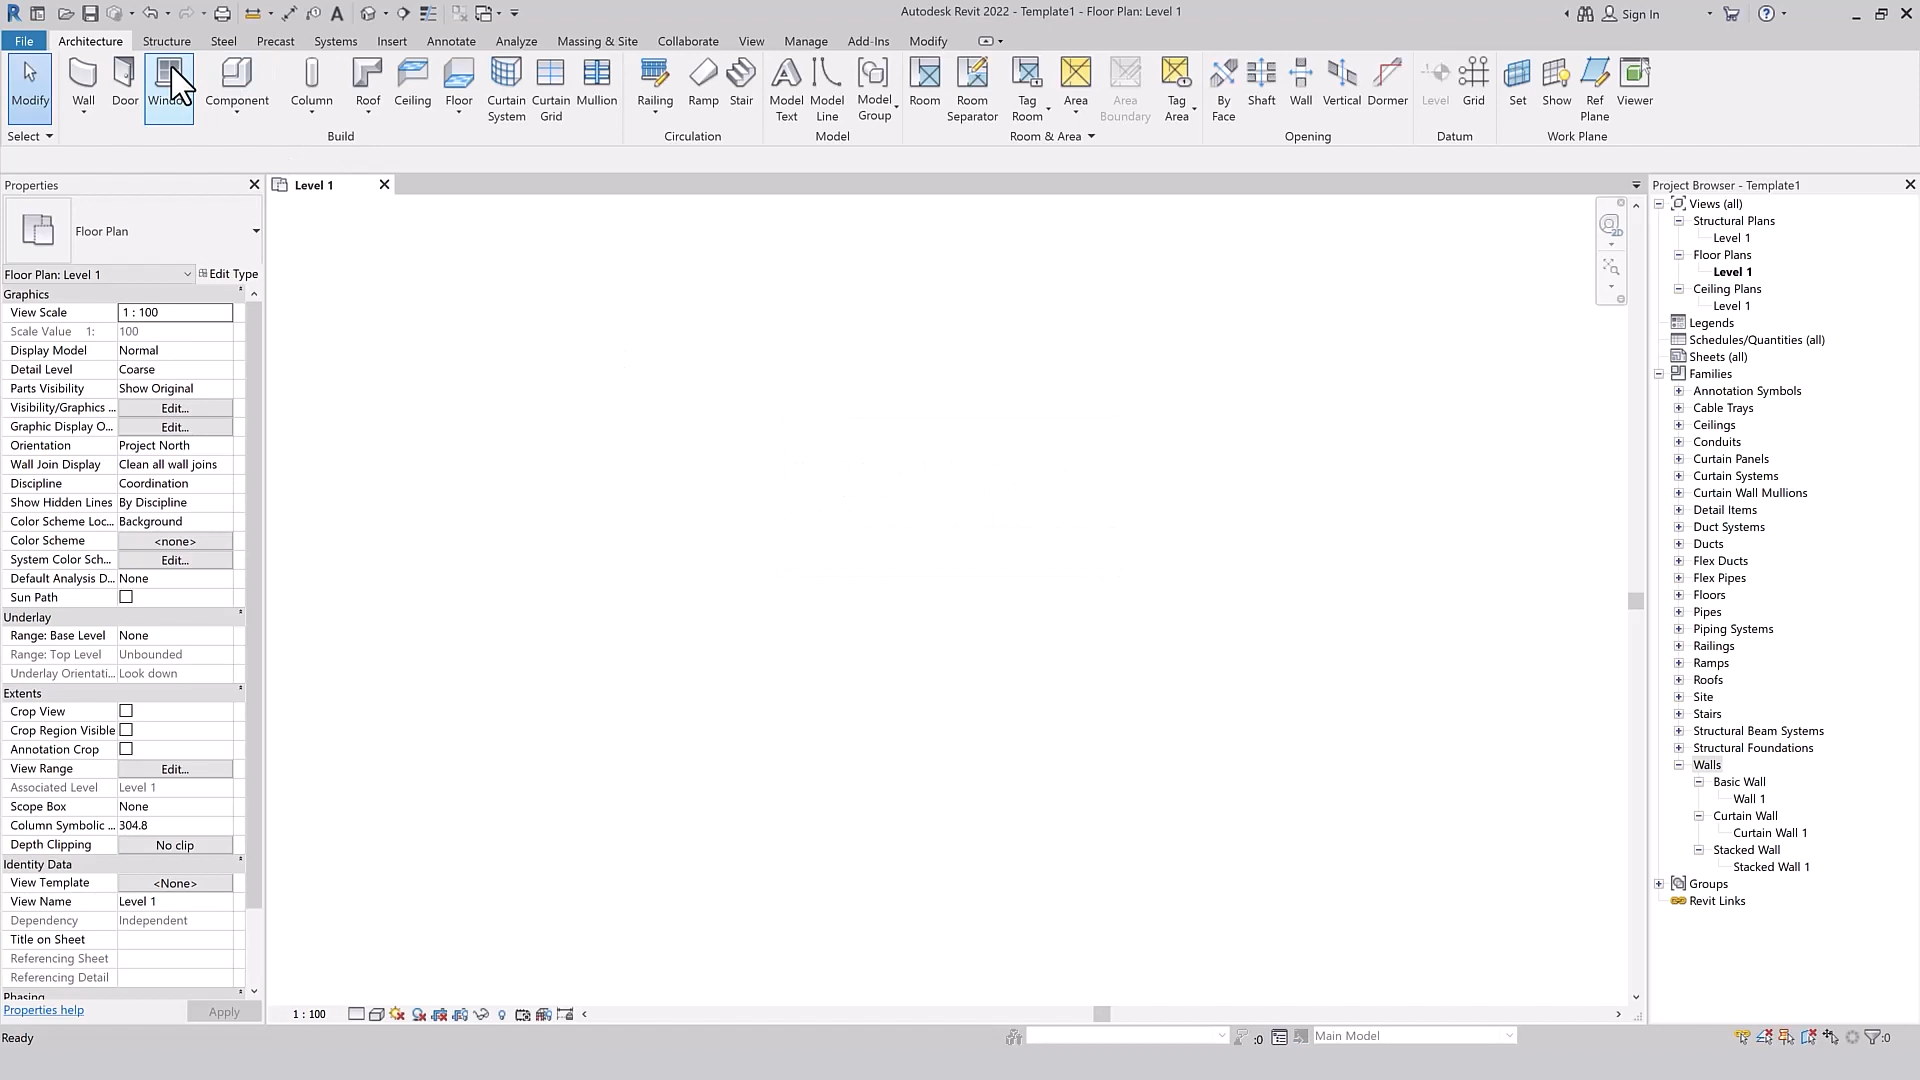 Autodesk Revit 2022 - Template1 - Floor Plan: Level 1
Sign In
File Architecture Structure Steel Precast Systems Insert Annotate Analyze Massing & Site Collaborate View Manage Add-Ins Modify
Modify Wall Door Component Column Roof Ceiling Floor Curtain System Curtain Grid Mullion Railing Ramp Stair Model Text Model Line Model Group Room Room Separator Tag Room Area Area Boundary Tag Area By Face Shaft Wall Vertical Dormer Level Grid Set Show Ref Plane Viewer
Select Build Circulation Model Room & Area Opening Datum Work Plane
Properties
Floor Plan
Floor Plan: Level 1 Edit Type
Graphics
View Scale 1 : 100
Scale Value 1: 100
Display Model Normal
Detail Level Coarse
Parts Visibility Show Original
Visibility/Graphics ... Edit...
Graphic Display O... Edit...
Orientation Project North
Wall Join Display Clean all wall joins
Discipline Coordination
Show Hidden Lines By Discipline
Color Scheme Loc... Background
Color Scheme <none>
System Color Sch... Edit...
Default Analysis D... None
Sun Path
Underlay
Range: Base Level None
Range: Top Level Unbounded
Underlay Orientati... Look down
Extents
Crop View
Crop Region Visible
Annotation Crop
View Range Edit...
Associated Level Level 1
Scope Box None
Column Symbolic ... 304.8
Depth Clipping No clip
Identity Data
View Template <None>
View Name Level 1
Dependency Independent
Title on Sheet
Referencing Sheet
Referencing Detail
Phasing
Properties help Apply
Level 1
2D
1 : 100
Project Browser - Template1
Views (all)
Structural Plans
Level 1
Floor Plans
Level 1
Ceiling Plans
Level 1
Legends
Schedules/Quantities (all)
Sheets (all)
Families
Annotation Symbols
Cable Trays
Ceilings
Conduits
Curtain Panels
Curtain Systems
Curtain Wall Mullions
Detail Items
Duct Systems
Ducts
Flex Ducts
Flex Pipes
Floors
Pipes
Piping Systems
Railings
Ramps
Roofs
Site
Stairs
Structural Beam Systems
Structural Foundations
Walls
Basic Wall
Wall 1
Curtain Wall
Curtain Wall 1
Stacked Wall
Stacked Wall 1
Groups
Revit Links
Ready :0 Main Model :0